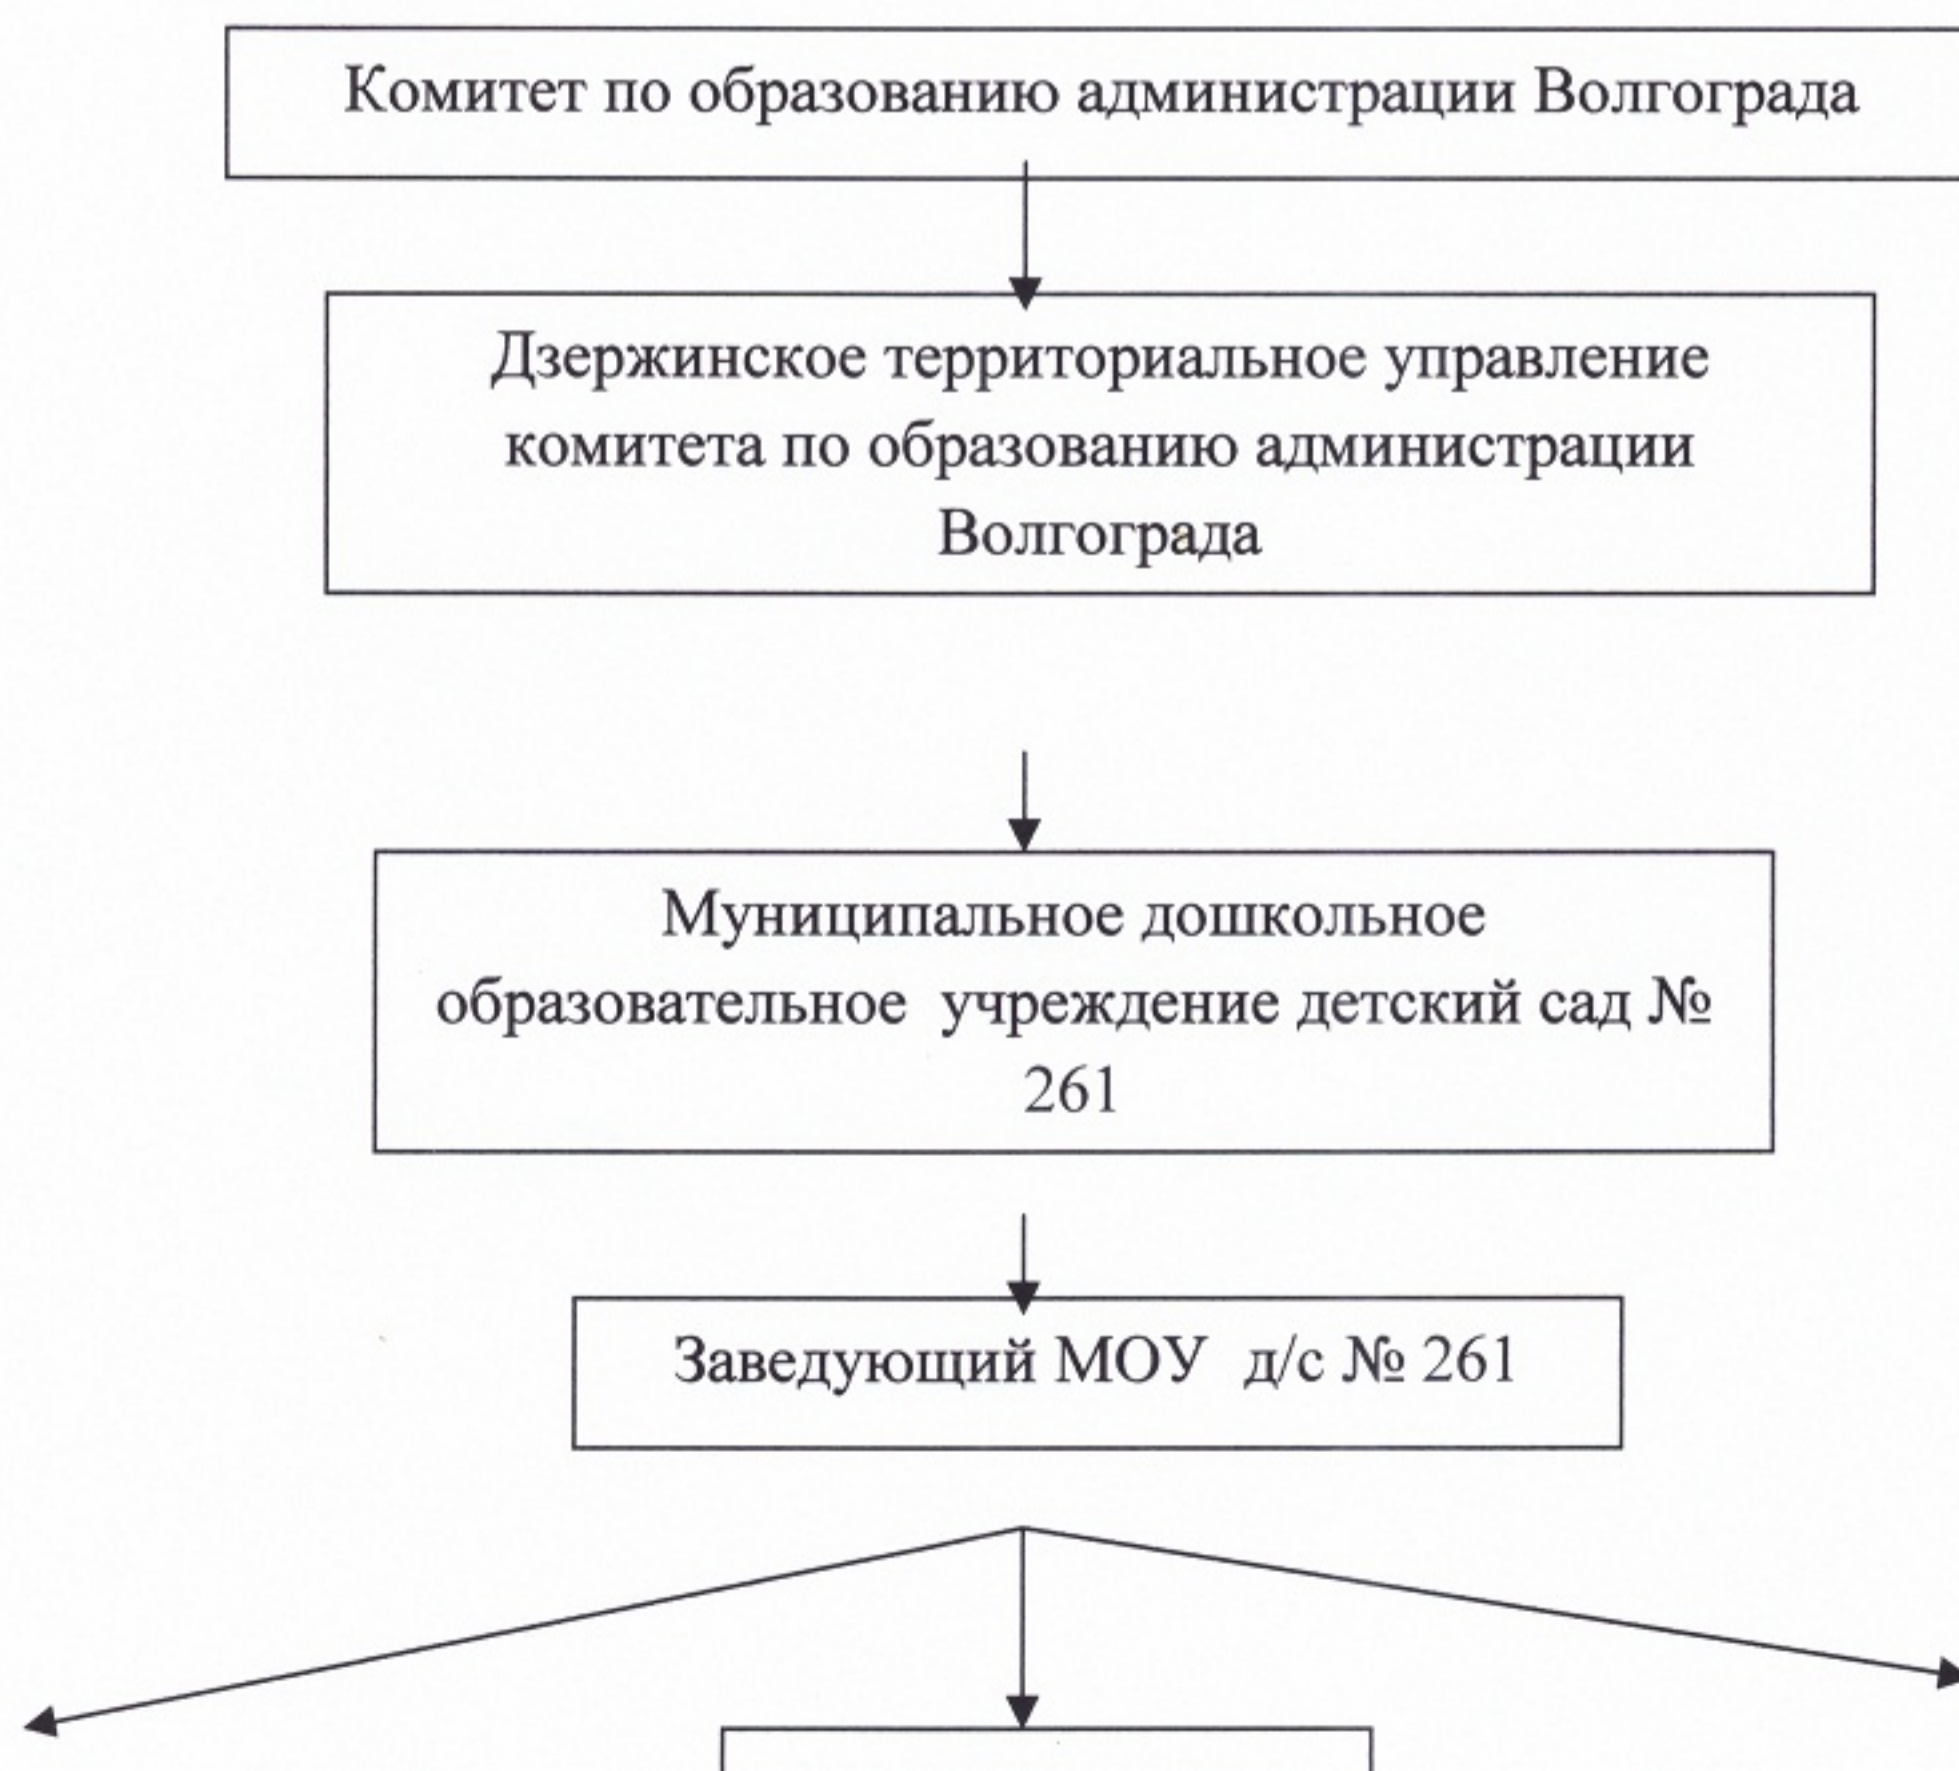 Комитет по образованию администрации Волгограда
Дзержинское территориальное управление
комитета по образованию администрации
Волгограда
Муниципальное дошкольное
образовательное учреждение детский сад №
261
Заведующий МОУ д/с № 261